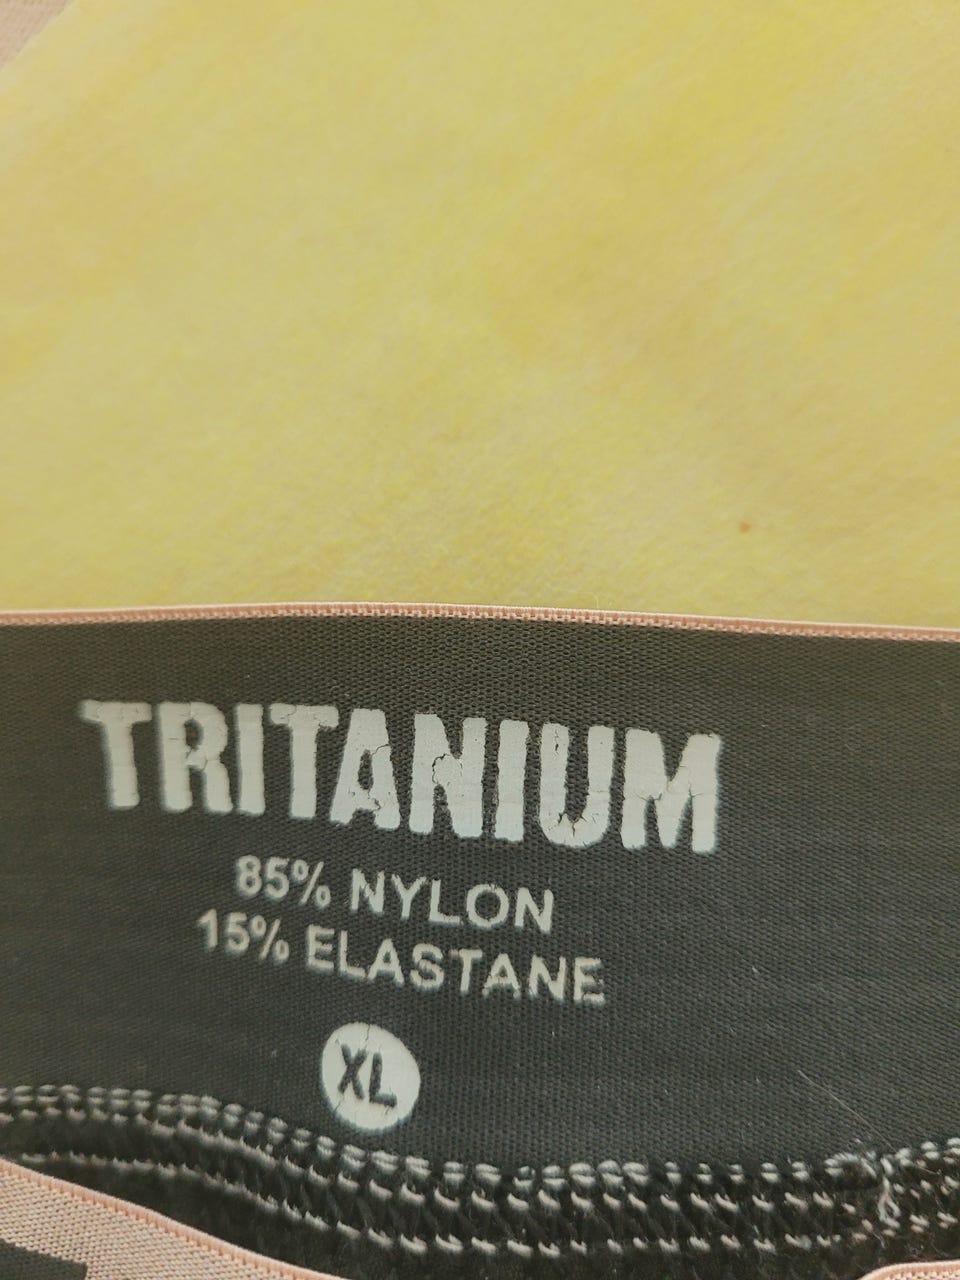 TRITANIUM
85% NYLON
15% ELASTANE
XL